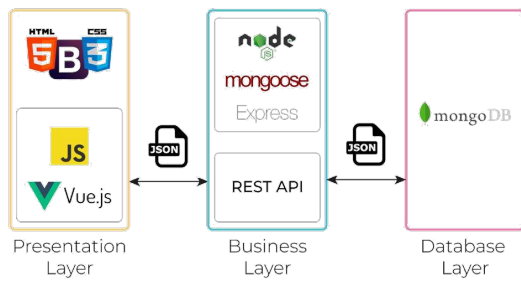 HTML CSS
5 B 3
JS
Vue.js
JSON
Presentation
Layer
node
JS
mongoose
Express
REST API
JSON
Business
Layer
mongoDB
Database
Layer